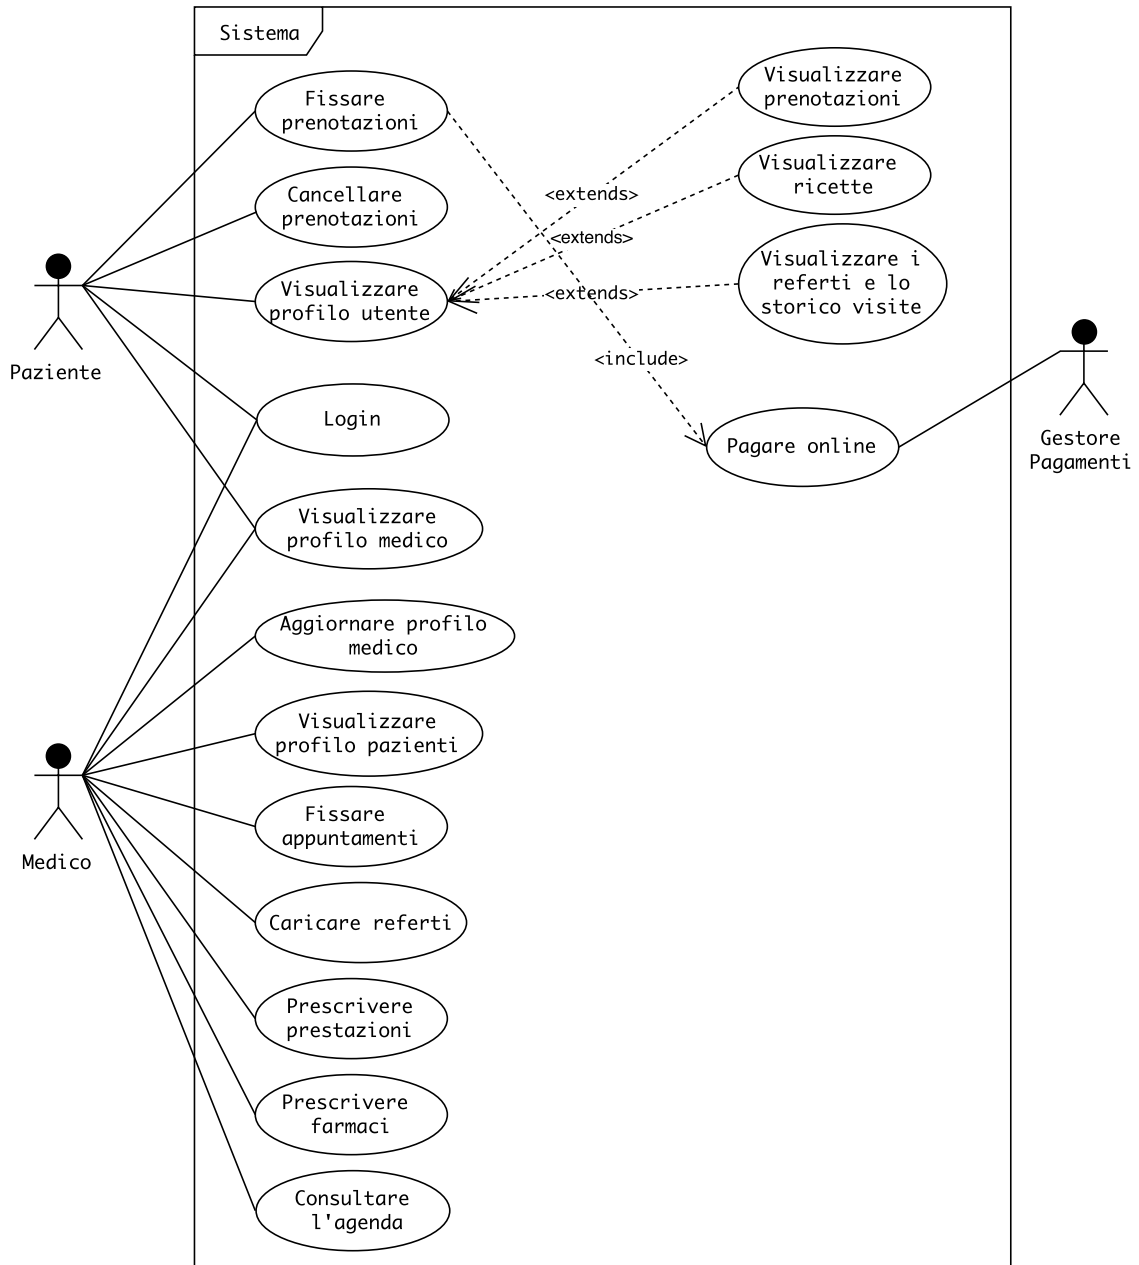 Sistema
Fissare
prenotazioni
Visualizzare
prenotazioni
Visualizzare
ricette
Cancellare
prenotazioni
<extends>
<extends>
Visualizzare i
referti e lo
storico visite
Visualizzare
profilo utente
<extends>
Paziente
<include>
Login
Pagare online
Gestore
Pagamenti
Visualizzare
profilo medico
Aggiornare profilo
medico
Visualizzare
profilo pazienti
Fissare
appuntamenti
Medico
Caricare referti
Prescrivere
prestazioni
Prescrivere
farmaci
Consultare
l'agenda